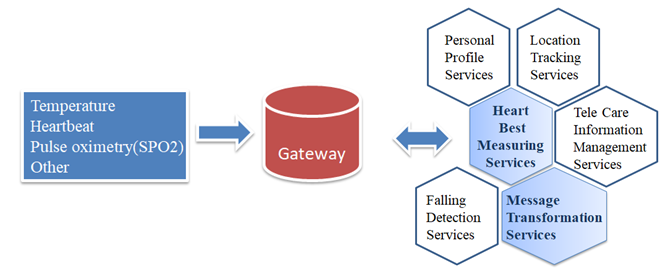 Temperature
Heartbeat
Pulse oximetry(SPO2)
Other
Gateway
Personal
Profile
Services
Location
Tracking
Services
Heart
Best
Measuring
Services
Tele Care
Information
Management
Services
Falling
Detection
Services
Message
Transformation
Services